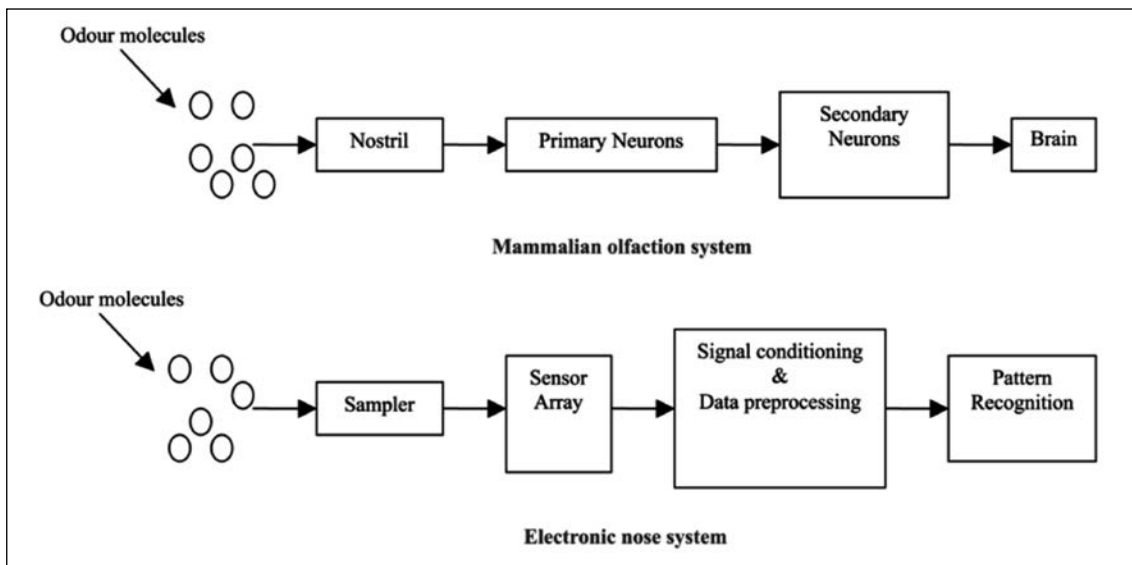 Odour molecules
Nostril
Primary Neurons
Secondary
Neurons
Brain
Mammalian olfaction system
Odour molecules
Sampler
Sensor
Array
Signal conditioning
&
Data preprocessing
Pattern
Recognition
Electronic nose system